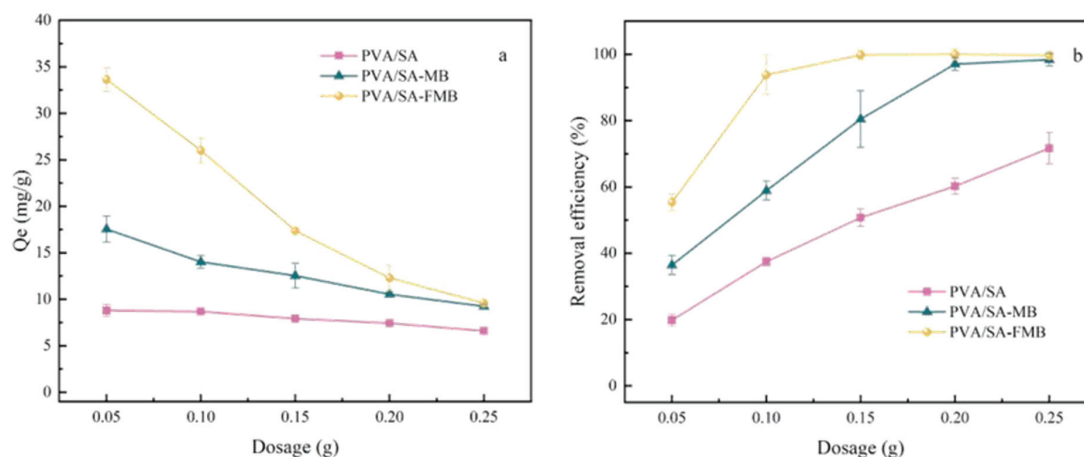 40
35
30
25
20
15
10
5
0
Qe (mg/g)
PVA/SA
PVA/SA-MB
PVA/SA-FMB
a
0.05 0.10 0.15 0.20 0.25
Dosage (g)
100
80
60
40
20
0
Removal efficiency (%)
b
PVA/SA
PVA/SA-MB
PVA/SA-FMB
0.05 0.10 0.15 0.20 0.25
Dosage (g)